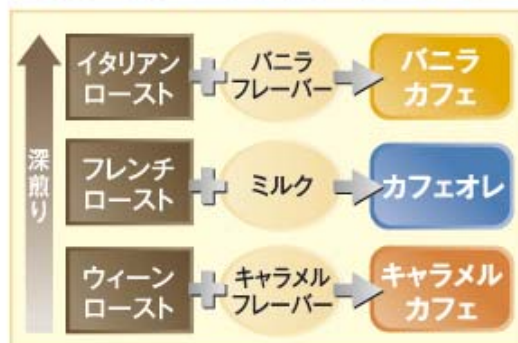 深煎り
イタリアン
ロースト
バニラ
フレーバー
バニラ
カフェ
フレンチ
ロースト
ミルク
カフェオレ
ウィーン
ロースト
キャラメル
フレーバー
キャラメル
カフェ